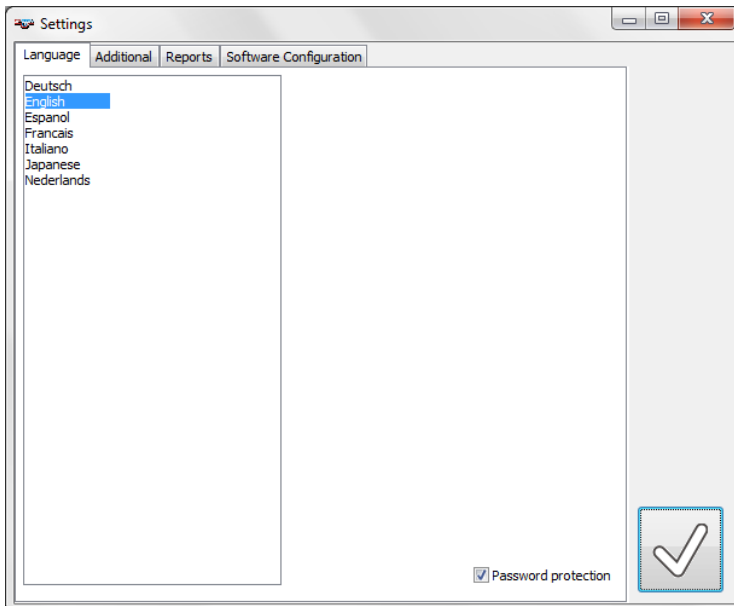 Settings
Language Additional Reports Software Configuration
Deutsch
English
Espanol
Francais
Italiano
Japanese
Nederlands
Password protection